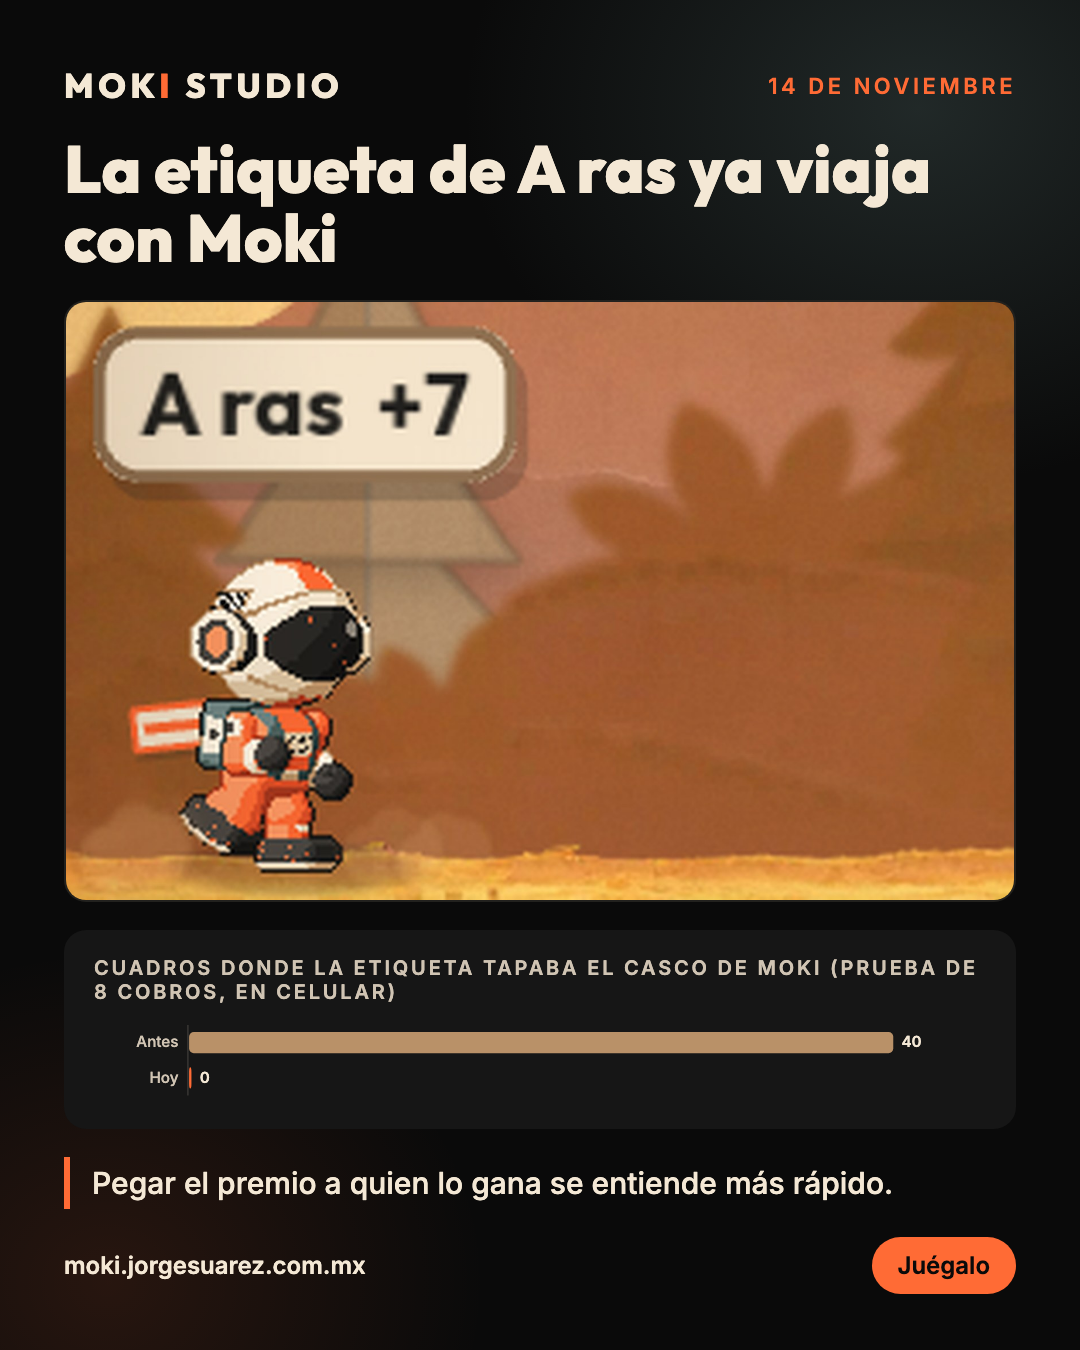 MOKI STUDIO
14 DE NOVIEMBRE
La etiqueta de A ras ya viaja
con Moki
A ras +7
CUADROS DONDE LA ETIQUETA TAPABA EL CASCO DE MOKI (PRUEBA DE
8 COBROS, EN CELULAR)
Antes 40
Hoy 0
Pegar el premio a quien lo gana se entiende más rápido.
moki.jorgesuarez.com.mx
Juégalo